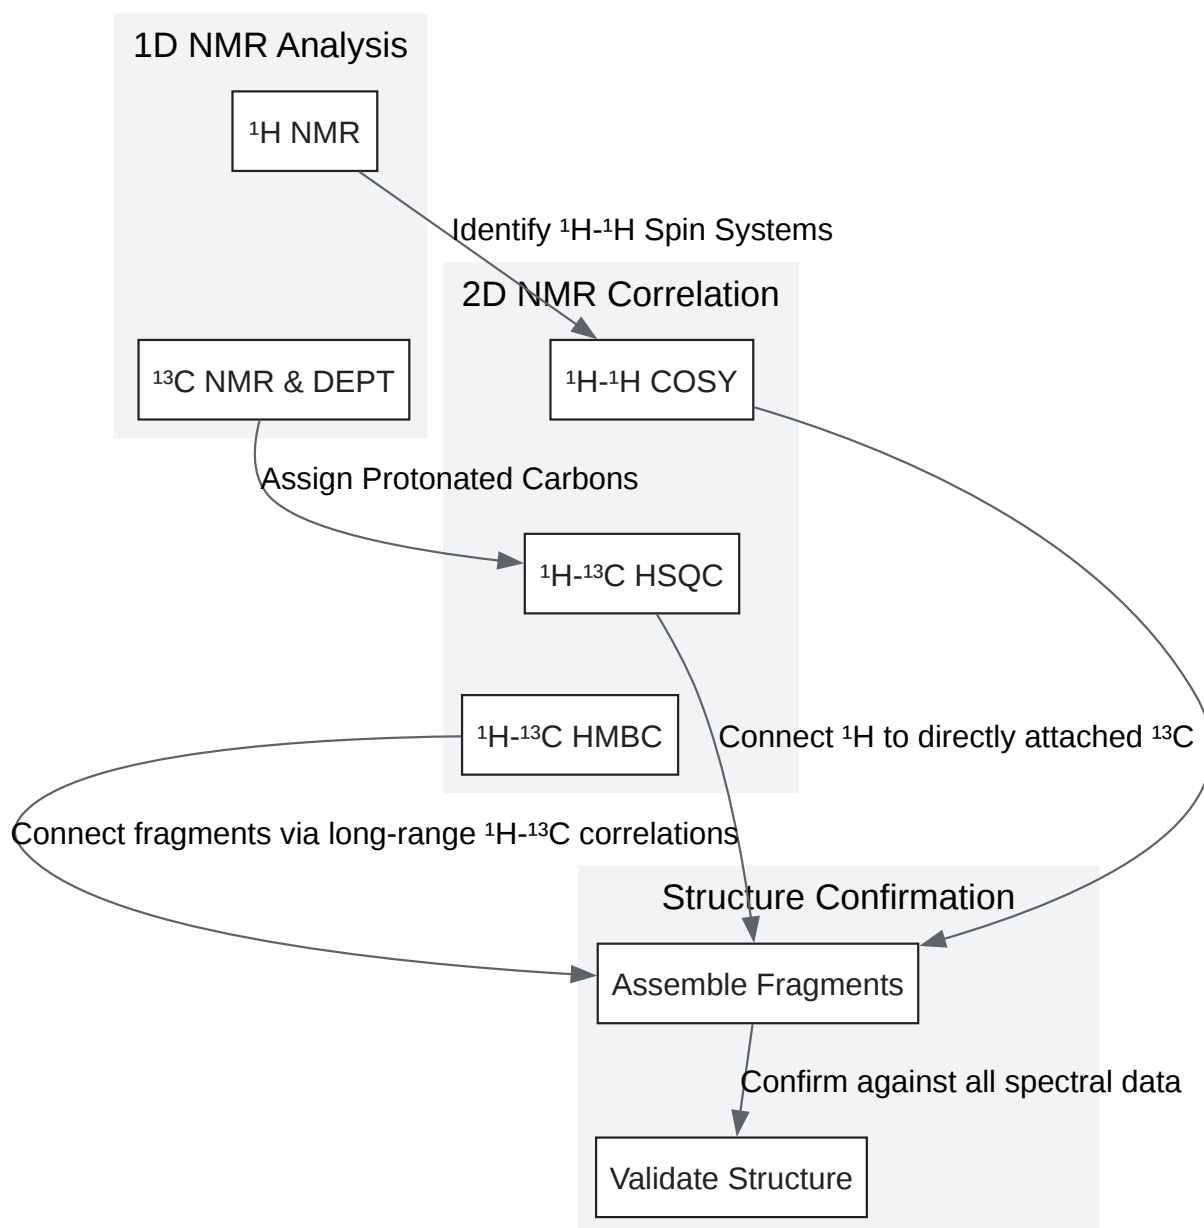 1D NMR Analysis
¹H NMR
Identify ¹H-¹H Spin Systems
2D NMR Correlation
¹³C NMR & DEPT
¹H-¹H COSY
Assign Protonated Carbons
¹H-¹³C HSQC
¹H-¹³C HMBC
Connect ¹H to directly attached ¹³C
Connect fragments via long-range ¹H-¹³C correlations
Structure Confirmation
Assemble Fragments
Confirm against all spectral data
Validate Structure